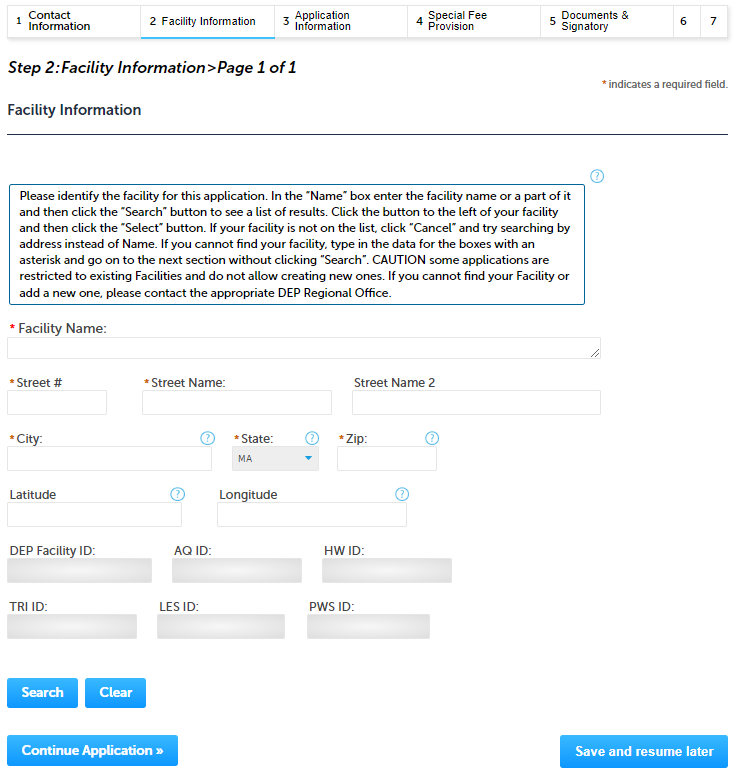 1 Contact Information
2 Facility Information
3 Application Information
4 Special Fee Provision
5 Documents & Signatory
6
7
Step 2:Facility Information>Page 1 of 1
* indicates a required field.
Facility Information
?
Please identify the facility for this application. In the "Name" box enter the facility name or a part of it
and then click the "Search" button to see a list of results. Click the button to the left of your facility
and then click the "Select" button. If your facility is not on the list, click "Cancel" and try searching by
address instead of Name. If you cannot find your facility, type in the data for the boxes with an
asterisk and go on to the next section without clicking "Search". CAUTION some applications are
restricted to existing Facilities and do not allow creating new ones. If you cannot find your Facility or
add a new one, please contact the appropriate DEP Regional Office.
* Facility Name:
* Street # * Street Name: Street Name 2
* City: ? * State: ? * Zip: ?
MA
Latitude ? Longitude ?
DEP Facility ID: AQ ID: HW ID:
TRI ID: LES ID: PWS ID:
Search Clear
Continue Application » Save and resume later